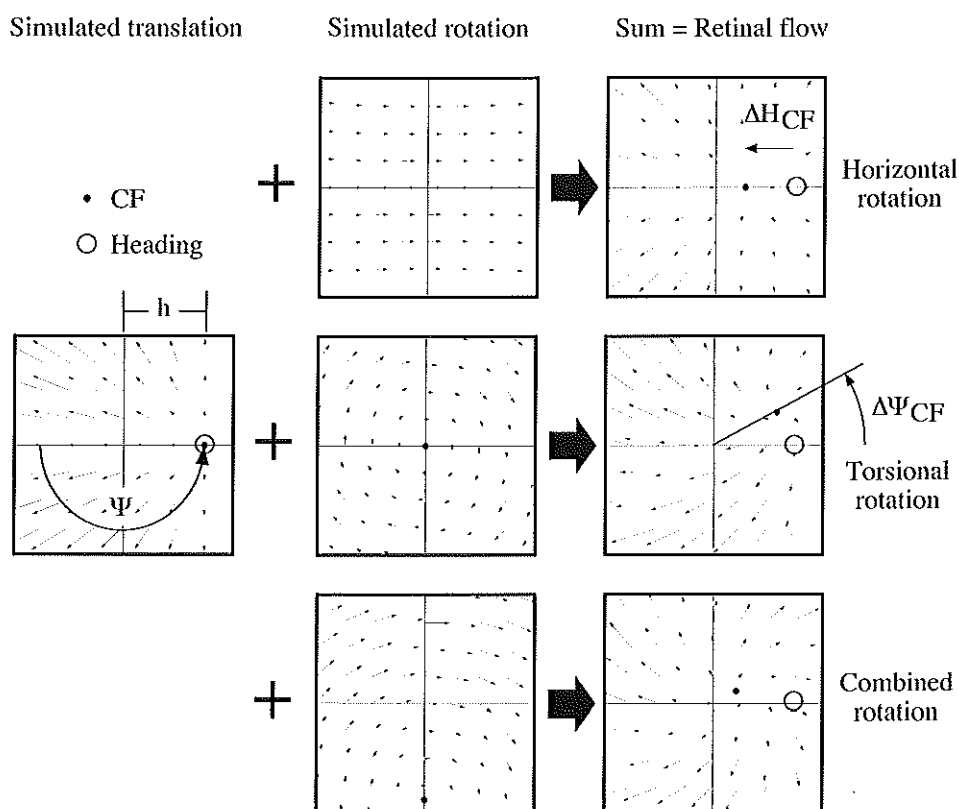 Simulated translation
Simulated rotation
Sum = Retinal flow
+
ΔH_CF
Horizontal
rotation
CF
Heading
h
Ψ
+
ΔΨ_CF
Torsional
rotation
+
Combined
rotation